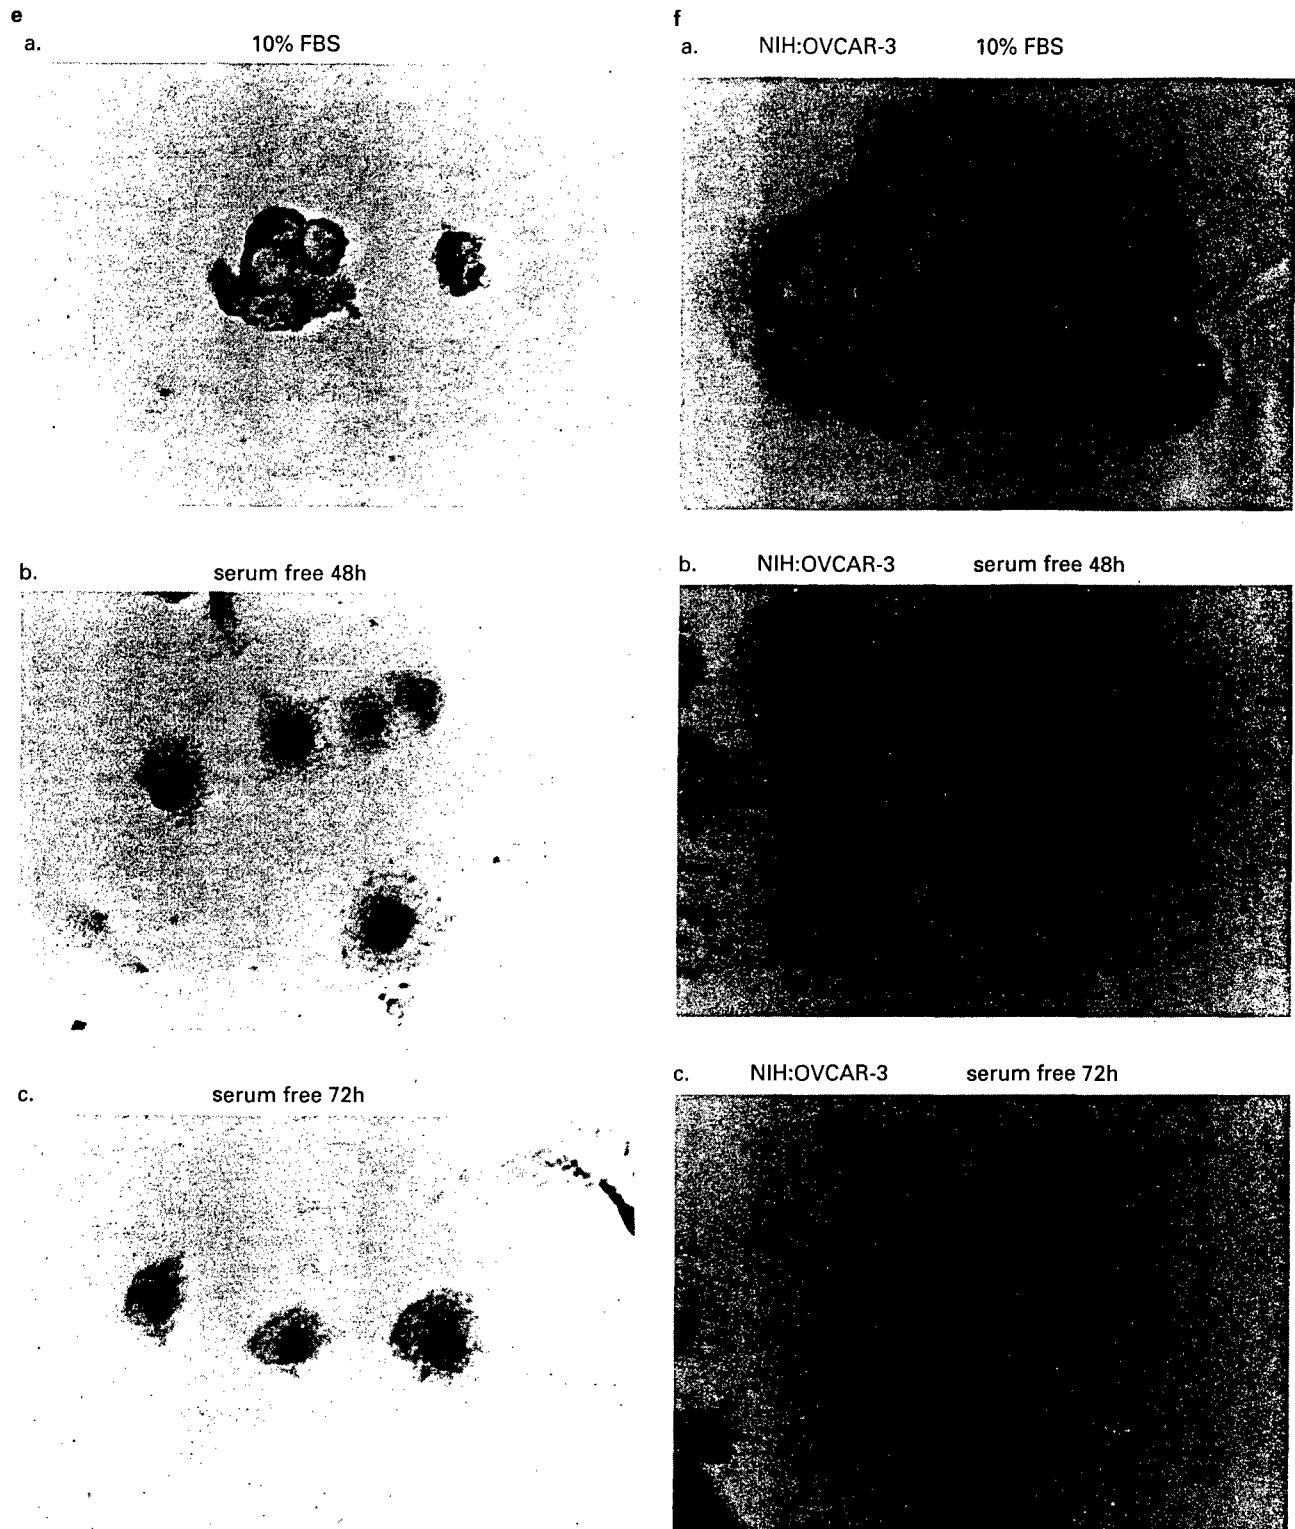 e
a. 10% FBS
b. serum free 48h
c. serum free 72h
f
a. NIH:OVCAR-3 10% FBS
b. NIH:OVCAR-3 serum free 48h
c. NIH:OVCAR-3 serum free 72h